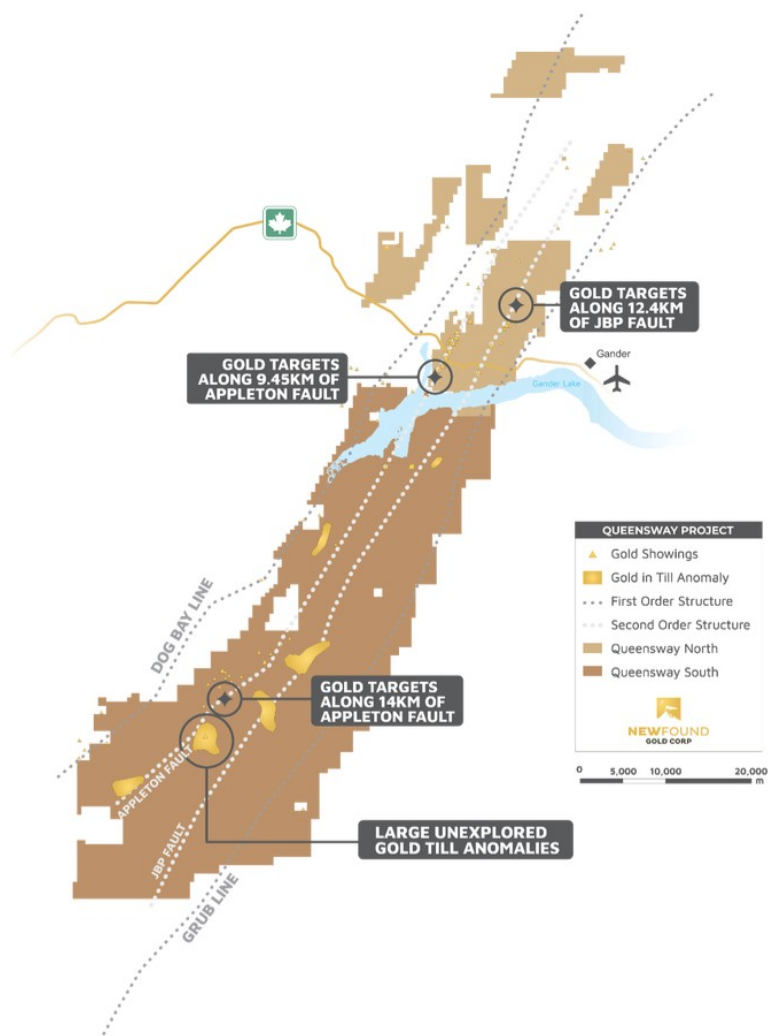 GOLD TARGETS
ALONG 12.4KM
OF JBP FAULT
GOLD TARGETS
ALONG 9.45KM OF
APPLETON FAULT
Gander
Gander Lake
QUEENSWAY PROJECT
Gold Showings
Gold in Till Anomaly
First Order Structure
Second Order Structure
Queensway North
Queensway South
NEWFOUND
GOLD CORP
0 5,000 10,000 20,000
m
DOG BAY LINE
GOLD TARGETS
ALONG 14KM OF
APPLETON FAULT
APPLETON FAULT
JBP FAULT
LARGE UNEXPLORED
GOLD TILL ANOMALIES
GRUB LINE